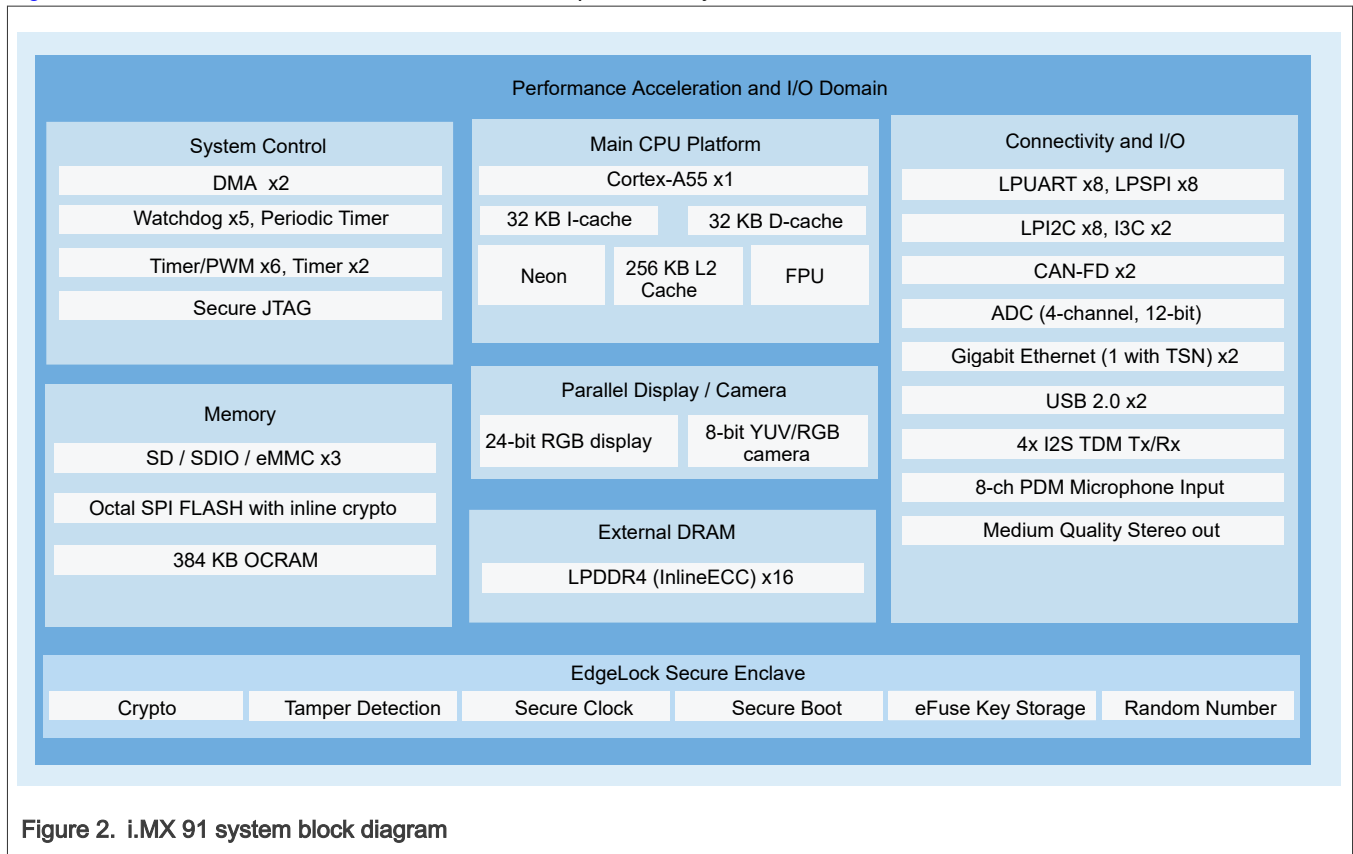 Performance Acceleration and I/O Domain
System Control
DMA x2
Watchdog x5, Periodic Timer
Timer/PWM x6, Timer x2
Secure JTAG
Memory
SD / SDIO / eMMC x3
Octal SPI FLASH with inline crypto
384 KB OCRAM
Main CPU Platform
Cortex-A55 x1
32 KB I-cache
32 KB D-cache
Neon
256 KB L2
Cache
FPU
Parallel Display / Camera
24-bit RGB display
8-bit YUV/RGB
camera
External DRAM
LPDDR4 (InlineECC) x16
Connectivity and I/O
LPUART x8, LPSPI x8
LPI2C x8, I3C x2
CAN-FD x2
ADC (4-channel, 12-bit)
Gigabit Ethernet (1 with TSN) x2
USB 2.0 x2
4x I2S TDM Tx/Rx
8-ch PDM Microphone Input
Medium Quality Stereo out
EdgeLock Secure Enclave
Crypto
Tamper Detection
Secure Clock
Secure Boot
eFuse Key Storage
Random Number
Figure 2. i.MX 91 system block diagram